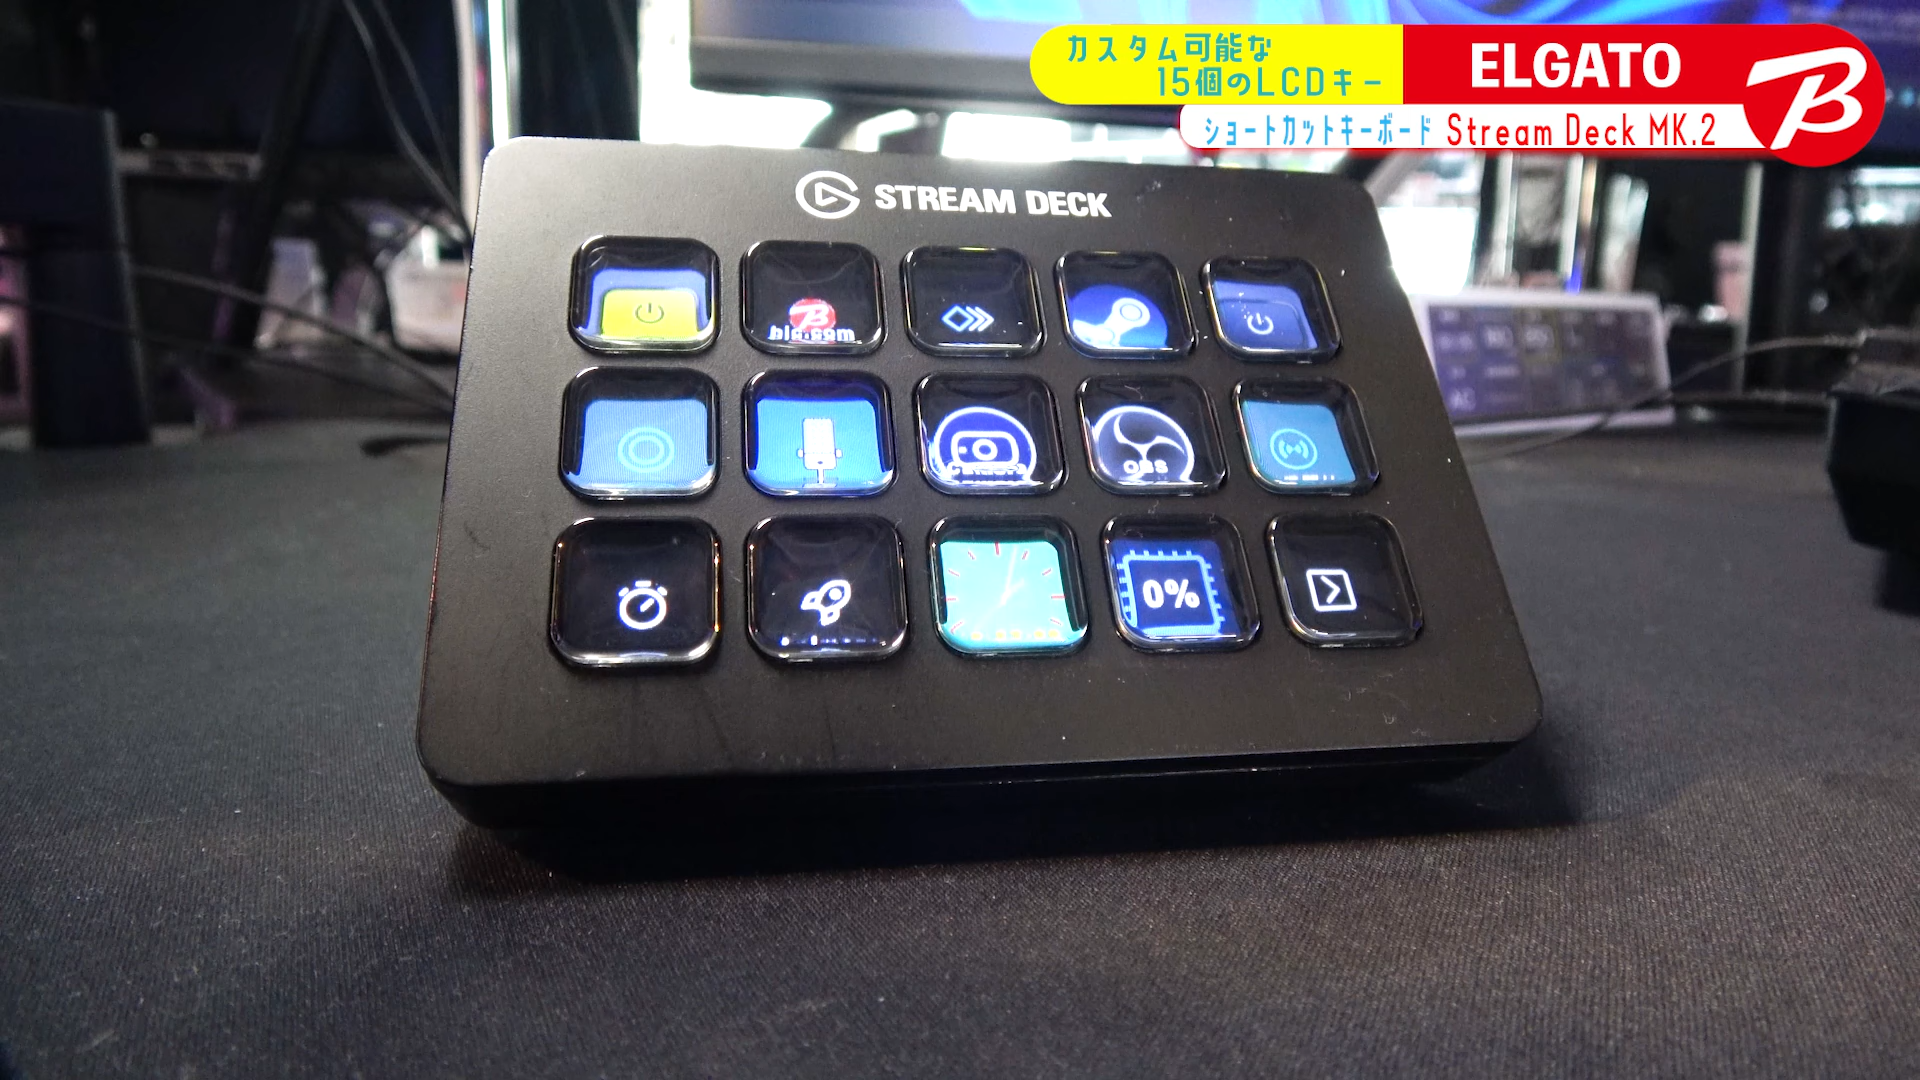 カスタム可能な
15個のLCDキー
ELGATO
B
ショートカットキーボード Stream Deck MK.2
STREAM DECK
B
OBS
0%